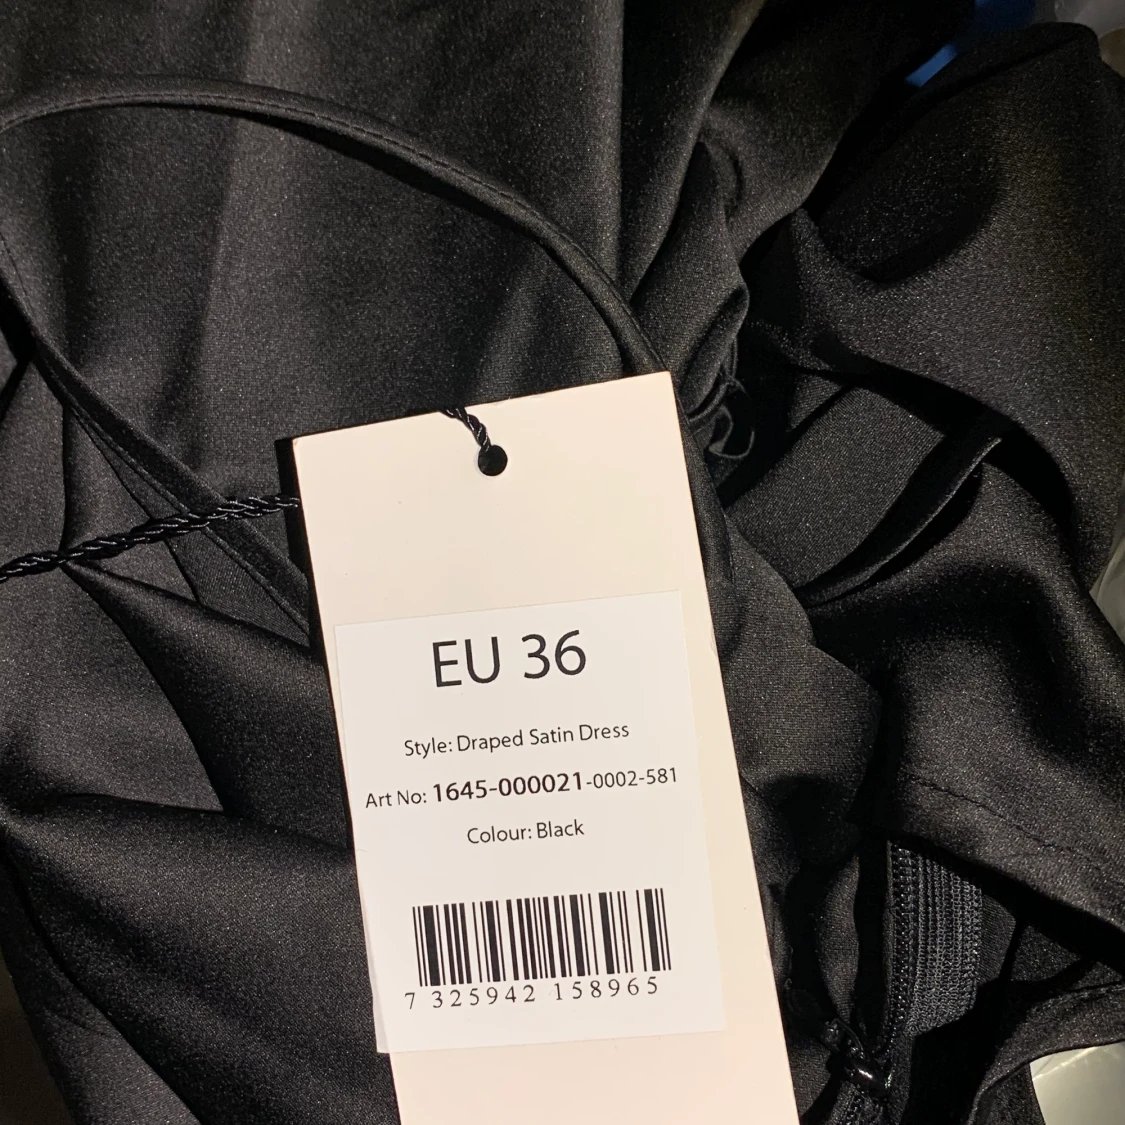 EU 36
Style: Draped Satin Dress
Art No: 1645-000021-0002-581
Colour: Black
7 325942 158965